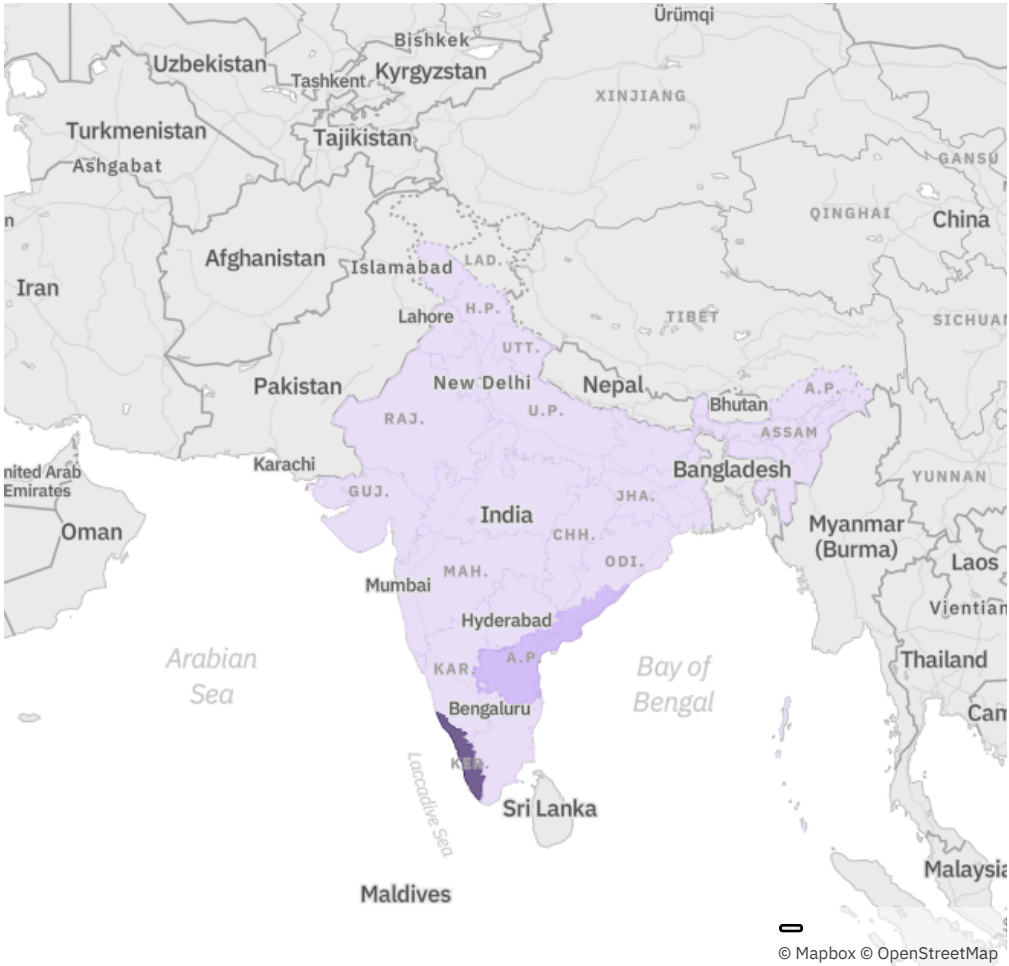 Ürümqi
Bishkek
Uzbekistan
Kyrgyzstan
Tashkent
XINJIANG
Turkmenistan
Tajikistan
GANSU
Ashgabat
QINGHAI
China
n
Afghanistan
LAD.
Islamabad
Iran
H.P.
Lahore
TIBET
SICHUAN
UTT.
New Delhi
Nepal
Pakistan
A.P.
Bhutan
U.P.
RAJ.
ASSAM
Karachi
Bangladesh
nited Arab
Emirates
YUNNAN
GUJ.
JHA.
India
Myanmar
(Burma)
Oman
CHH.
ODI.
Laos
MAH.
Mumbai
Vientian
Hyderabad
Arabian
Sea
A.P.
KAR.
Bay of
Bengal
Thailand
Bengaluru
Cam
KER.
Laccadive Sea
Sri Lanka
Malaysia
Maldives
© Mapbox © OpenStreetMap